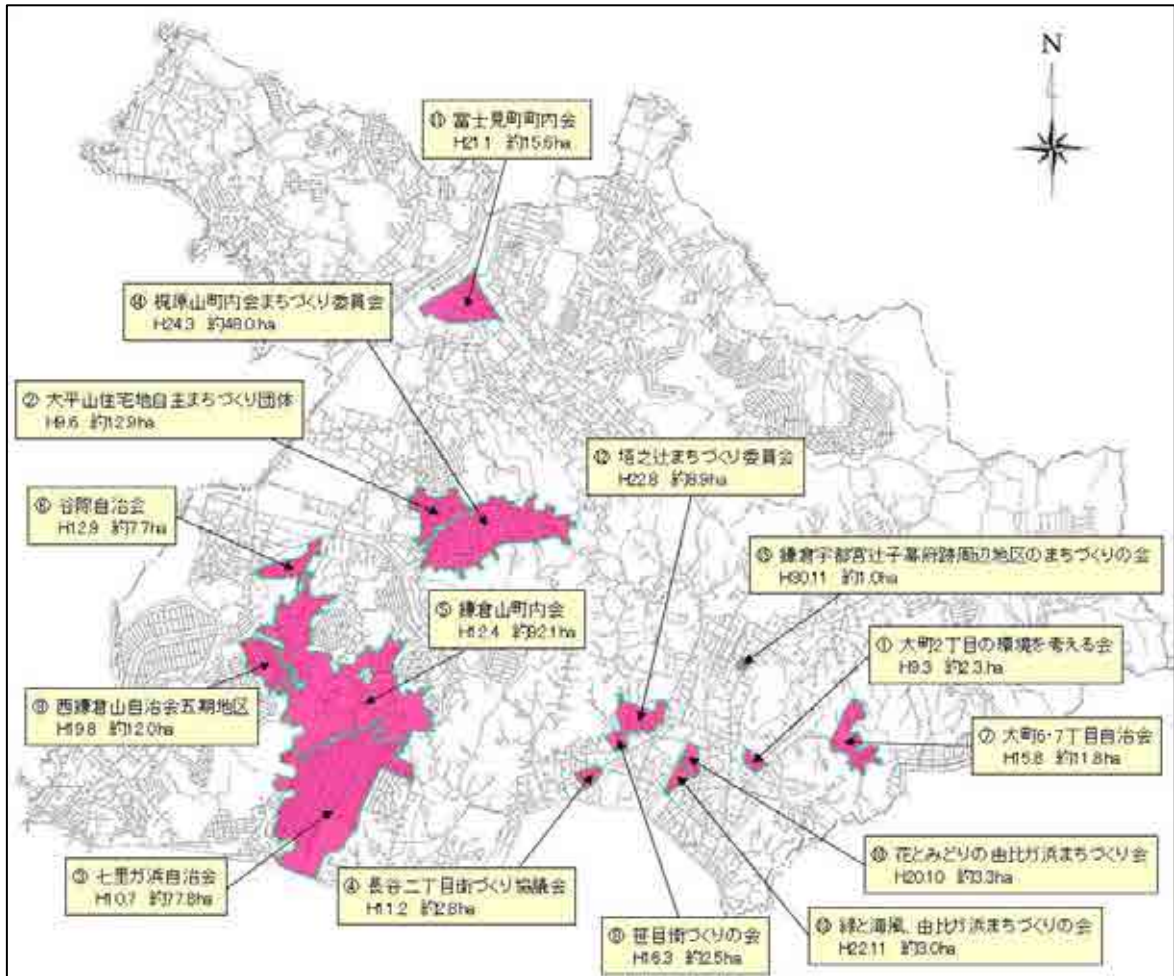 N
⑪ 富士見町町内会
H21.1 約15.6ha
⑭ 梶原山町内会まちづくり委員会
H24.3 約48.0ha
② 大平山住宅地自主まちづくり団体
H9.6 約12.9ha
⑫ 塔之辻まちづくり委員会
H22.8 約8.9ha
⑥ 谷際自治会
H12.9 約7.7ha
⑮ 鎌倉宇都宮辻子幕府跡周辺地区のまちづくりの会
H30.11 約1.0ha
⑤ 鎌倉山町内会
H12.4 約92.1ha
① 大町2丁目の環境を考える会
H9.3 約2.3ha
⑨ 西鎌倉山自治会五期地区
H19.8 約12.0ha
⑦ 大町6・7丁目自治会
H15.8 約11.8ha
③ 七里ガ浜自治会
H10.7 約77.8ha
④ 長谷二丁目街づくり協議会
H11.2 約2.8ha
⑩ 花とみどりの由比ガ浜まちづくり会
H20.10 約3.3ha
⑧ 笹目街づくりの会
H16.3 約2.5ha
⑬ 緑と海風、由比ガ浜まちづくりの会
H22.11 約3.0ha